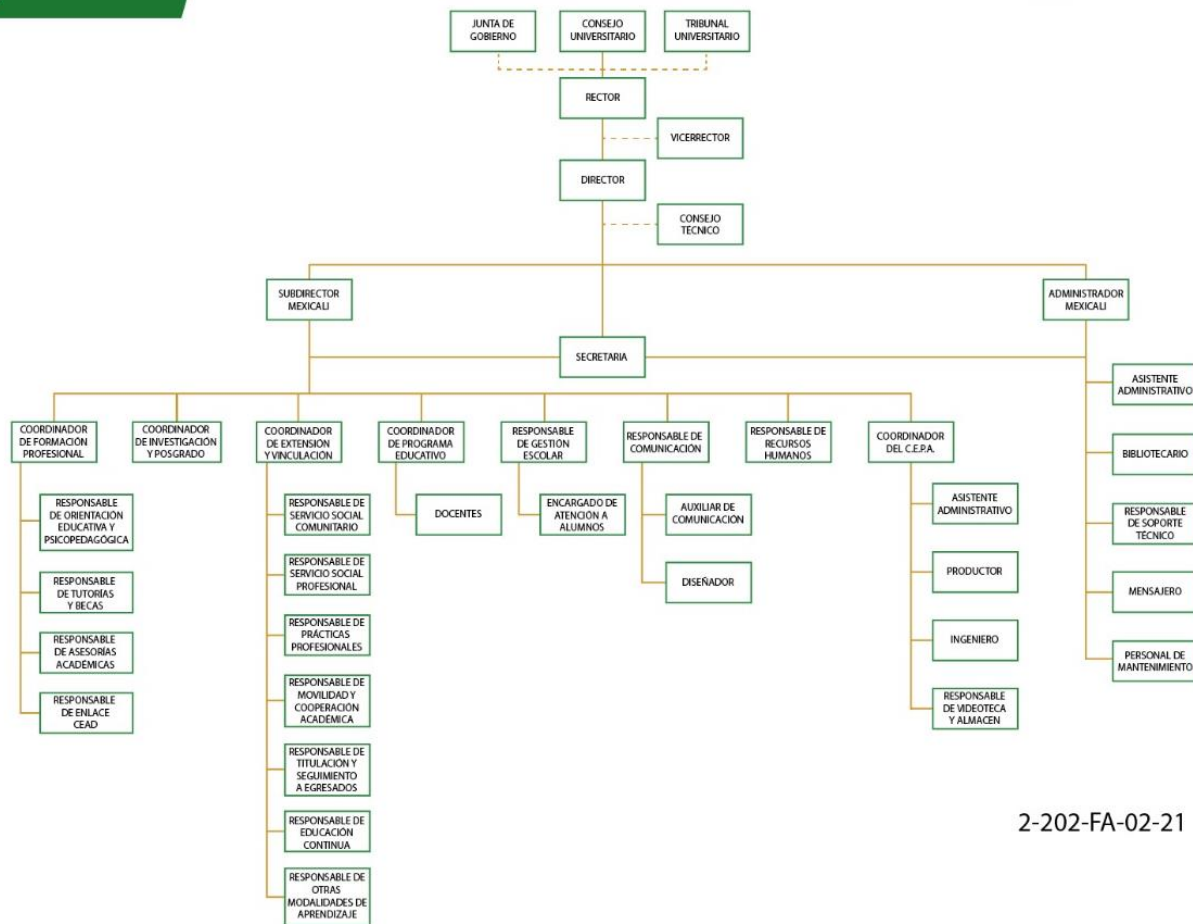 JUNTA DE
GOBIERNO
CONSEJO
UNIVERSITARIO
TRIBUNAL
UNIVERSITARIO
RECTOR
VICERRECTOR
DIRECTOR
CONSEJO
TÉCNICO
SUBDIRECTOR
MEXICALI
ADMINISTRADOR
MEXICALI
SECRETARIA
COORDINADOR
DE FORMACIÓN
PROFESIONAL
COORDINADOR
DE INVESTIGACIÓN
Y POSGRADO
COORDINADOR
DE EXTENSIÓN
Y VINCULACIÓN
COORDINADOR
DE PROGRAMA
EDUCATIVO
RESPONSABLE
DE GESTIÓN
ESCOLAR
RESPONSABLE DE
COMUNICACIÓN
RESPONSABLE DE
RECURSOS
HUMANOS
COORDINADOR
DEL C.E.P.A.
RESPONSABLE
DE ORIENTACIÓN
EDUCATIVA Y
PSICOPEDAGÓGICA
RESPONSABLE
DE TUTORÍAS
Y BECAS
RESPONSABLE
DE ASESORÍAS
ACADÉMICAS
RESPONSABLE
DE ENLACE
CEAD
RESPONSABLE DE
SERVICIO SOCIAL
COMUNITARIO
RESPONSABLE DE
SERVICIO SOCIAL
PROFESIONAL
RESPONSABLE DE
PRÁCTICAS
PROFESIONALES
RESPONSABLE DE
MOVILIDAD Y
COOPERACIÓN
ACADÉMICA
RESPONSABLE DE
TITULACIÓN Y
SEGUIMIENTO
A EGRESADOS
RESPONSABLE DE
EDUCACIÓN
CONTINUA
RESPONSABLE DE
OTRAS
MODALIDADES DE
APRENDIZAJE
DOCENTES
ENCARGADO DE
ATENCIÓN A
ALUMNOS
AUXILIAR DE
COMUNICACIÓN
DISEÑADOR
ASISTENTE
ADMINISTRATIVO
PRODUCTOR
INGENIERO
RESPONSABLE
DE VIDEOTECA
Y ALMACEN
ASISTENTE
ADMINISTRATIVO
BIBLIOTECARIO
RESPONSABLE
DE SOPORTE
TÉCNICO
MENSAJERO
PERSONAL DE
MANTENIMIENTO
2-202-FA-02-21